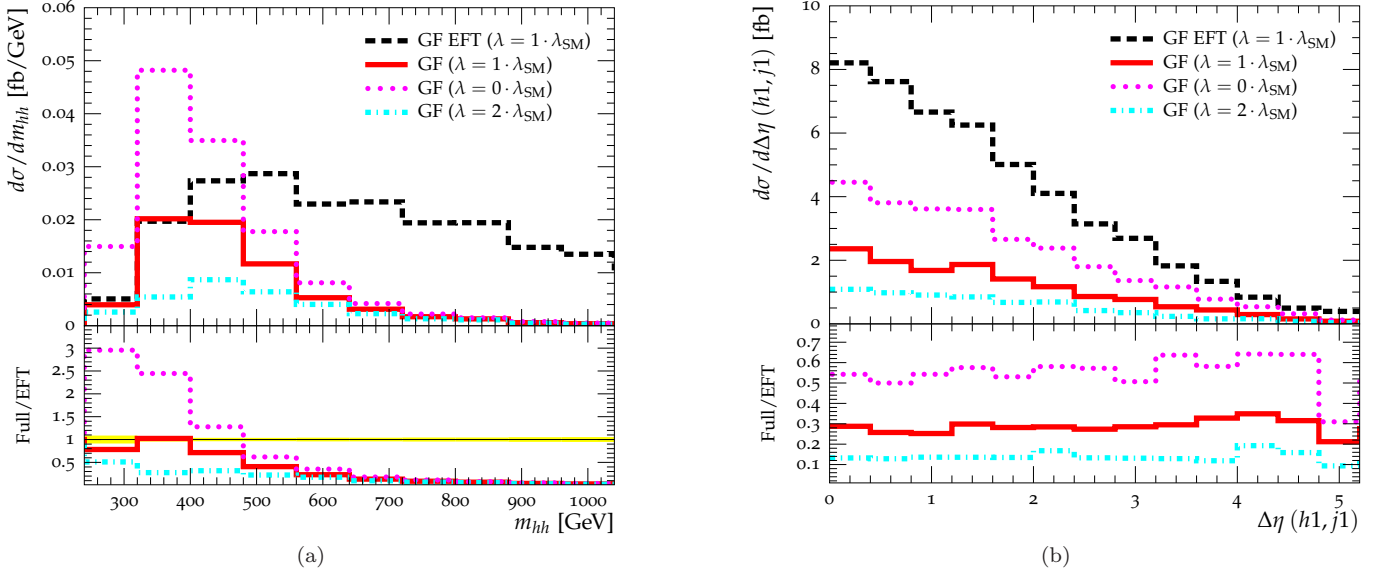 dσ/dm_hh [fb/GeV]
0.06
0.05
0.04
0.03
0.02
0.01
0
GF EFT (λ = 1 · λ_SM)
GF (λ = 1 · λ_SM)
GF (λ = 0 · λ_SM)
GF (λ = 2 · λ_SM)
Full/EFT
3
2.5
2
1.5
1
0.5
300 400 500 600 700 800 900 1000
m_hh [GeV]
(a)
dσ/dΔη (h1, j1) [fb]
10
8
6
4
2
0
GF EFT (λ = 1 · λ_SM)
GF (λ = 1 · λ_SM)
GF (λ = 0 · λ_SM)
GF (λ = 2 · λ_SM)
Full/EFT
0.7
0.6
0.5
0.4
0.3
0.2
0.1
0 1 2 3 4 5
Δη (h1, j1)
(b)